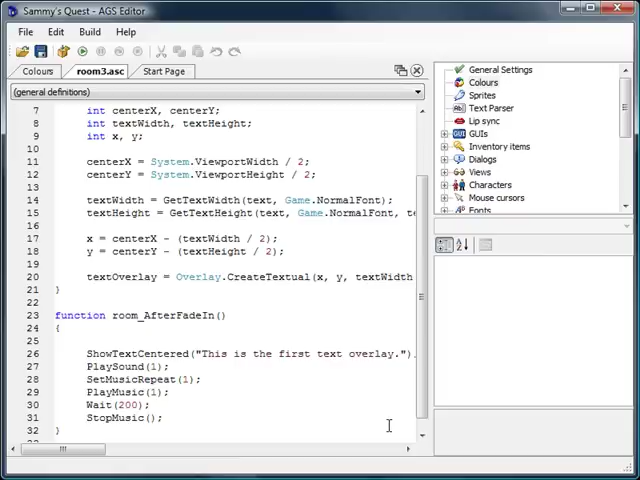 Sammy's Quest - AGS Editor
File Edit Build Help
Colours room3.asc Start Page
(general definitions)
7 int centerX, centerY;
8 int textWidth, textHeight;
9 int x, y;
10
11 centerX = System.ViewportWidth / 2;
12 centerY = System.ViewportHeight / 2;
13
14 textWidth = GetTextWidth(text, Game.NormalFont);
15 textHeight = GetTextHeight(text, Game.NormalFont, te
16
17 x = centerX - (textWidth / 2);
18 y = centerY - (textHeight / 2);
19
20 textOverlay = Overlay.CreateTextual(x, y, textWidth
21 }
22
23 function room_AfterFadeIn()
24 {
25
26 ShowTextCentered("This is the first text overlay.")
27 PlaySound(1);
28 SetMusicRepeat(1);
29 PlayMusic(1);
30 Wait(200);
31 StopMusic();
32 }
General Settings
Colours
Sprites
Text Parser
Lip sync
GUIs
Inventory items
Dialogs
Views
Characters
Mouse cursors
Fonts